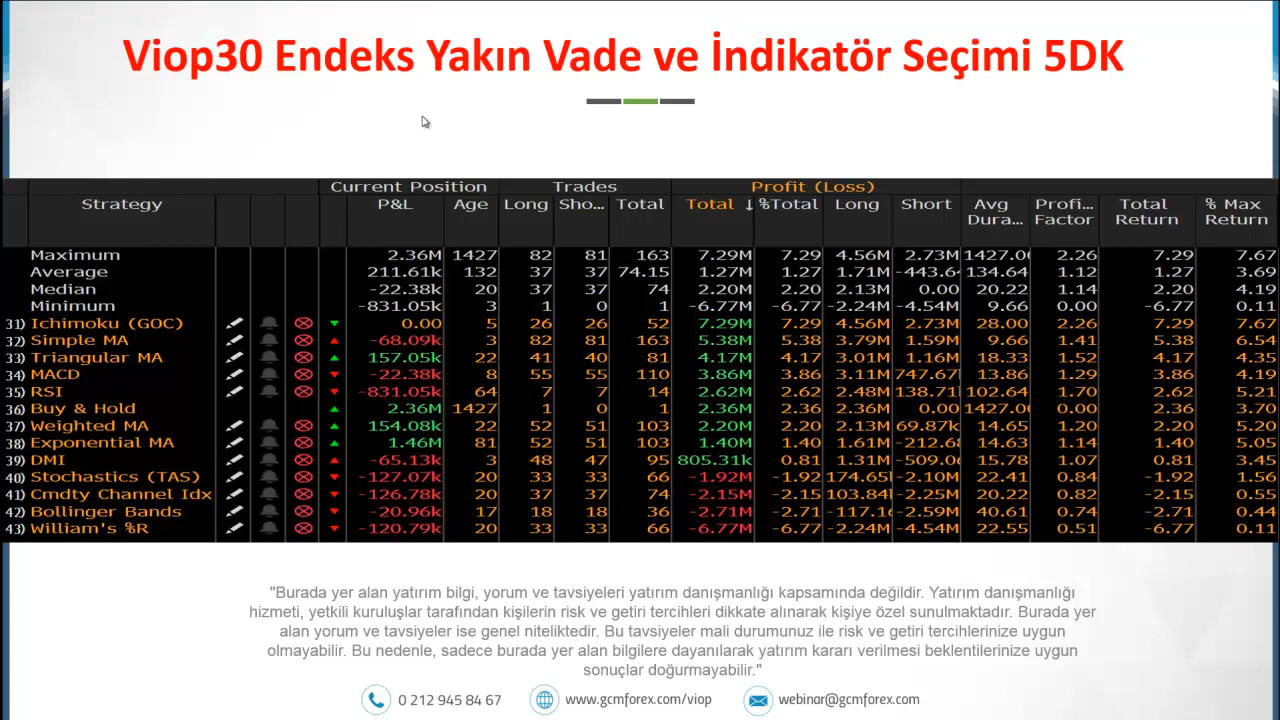 Viop30 Endeks Yakın Vade ve İndikatör Seçimi 5DK
Current Position Trades Profit (Loss)
Strategy P&L Age Long Sho... Total Total ↓ %Total Long Short Avg Dura... Profi... Factor Total Return % Max Return
Maximum 2.36M 1427 82 81 163 7.29M 7.29 4.56M 2.73M 1427.00 2.26 7.29 7.67
Average 211.61k 132 37 37 74.15 1.27M 1.27 1.71M -443.64 134.64 1.12 1.27 3.69
Median -22.38k 20 37 37 74 2.20M 2.20 2.13M 0.00 20.22 1.14 2.20 4.19
Minimum -831.05k 3 1 0 1 -6.77M -6.77 -2.24M -4.54M 9.66 0.00 -6.77 0.11
31) Ichimoku (GOC) 0.00 5 26 26 52 7.29M 7.29 4.56M 2.73M 28.00 2.26 7.29 7.67
32) Simple MA -68.09k 3 82 81 163 5.38M 5.38 3.79M 1.59M 9.66 1.41 5.38 6.54
33) Triangular MA 157.05k 22 41 40 81 4.17M 4.17 3.01M 1.16M 18.33 1.52 4.17 4.35
34) MACD -22.38k 8 55 55 110 3.86M 3.86 3.11M 747.67 13.86 1.29 3.86 4.19
35) RSI -831.05k 64 7 7 14 2.62M 2.62 2.48M 138.71 102.64 1.70 2.62 5.21
36) Buy & Hold 2.36M 1427 1 0 1 2.36M 2.36 2.36M 0.00 1427.00 0.00 2.36 3.70
37) Weighted MA 154.08k 22 52 51 103 2.20M 2.20 2.13M 69.87k 14.65 1.20 2.20 5.20
38) Exponential MA 1.46M 81 52 51 103 1.40M 1.40 1.61M -212.68 14.63 1.14 1.40 5.05
39) DMI -65.13k 3 48 47 95 805.31k 0.81 1.31M -509.06 15.78 1.07 0.81 3.45
40) Stochastics (TAS) -127.07k 20 33 33 66 -1.92M -1.92 174.65 -2.10M 22.41 0.84 -1.92 1.56
41) Cmdty Channel Idx -126.78k 20 37 37 74 -2.15M -2.15 103.84 -2.25M 20.22 0.82 -2.15 0.55
42) Bollinger Bands -20.96k 17 18 18 36 -2.71M -2.71 -117.16 -2.59M 40.61 0.74 -2.71 0.44
43) William's %R -120.79k 20 33 33 66 -6.77M -6.77 -2.24M -4.54M 22.55 0.51 -6.77 0.11
"Burada yer alan yatırım bilgi, yorum ve tavsiyeleri yatırım danışmanlığı kapsamında değildir. Yatırım danışmanlığı
hizmeti, yetkili kuruluşlar tarafından kişilerin risk ve getiri tercihleri dikkate alınarak kişiye özel sunulmaktadır. Burada yer
alan yorum ve tavsiyeler ise genel niteliktedir. Bu tavsiyeler mali durumunuz ile risk ve getiri tercihlerinize uygun
olmayabilir. Bu nedenle, sadece burada yer alan bilgilere dayanılarak yatırım kararı verilmesi beklentilerinize uygun
sonuçlar doğurmayabilir."
0 212 945 84 67 www.gcmforex.com/viop webinar@gcmforex.com